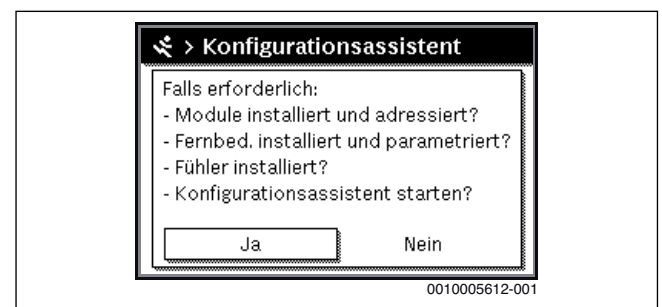 > Konfigurationsassistent
Falls erforderlich:
- Module installiert und adressiert?
- Fernbed. installiert und parametriert?
- Fühler installiert?
- Konfigurationsassistent starten?
Ja Nein
0010005612-001